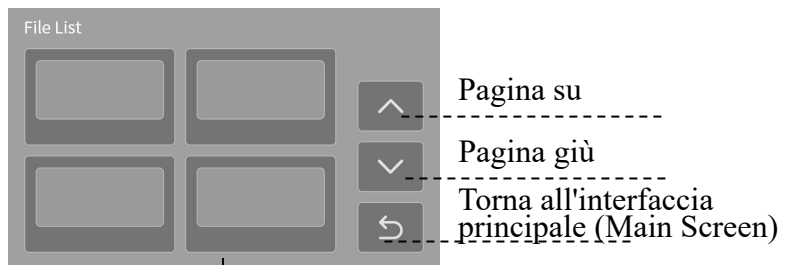 File List
Pagina su
Pagina giù
Torna all'interfaccia
principale (Main Screen)